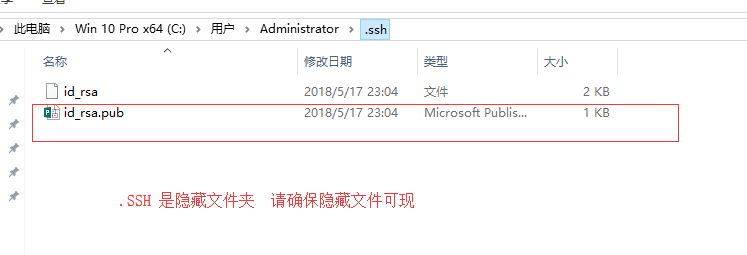 此电脑 > Win 10 Pro x64 (C:) > 用户 > Administrator > .ssh
名称 修改日期 类型 大小
id_rsa 2018/5/17 23:04 文件 2 KB
id_rsa.pub 2018/5/17 23:04 Microsoft Publis... 1 KB
.SSH 是隐藏文件夹 请确保隐藏文件可现